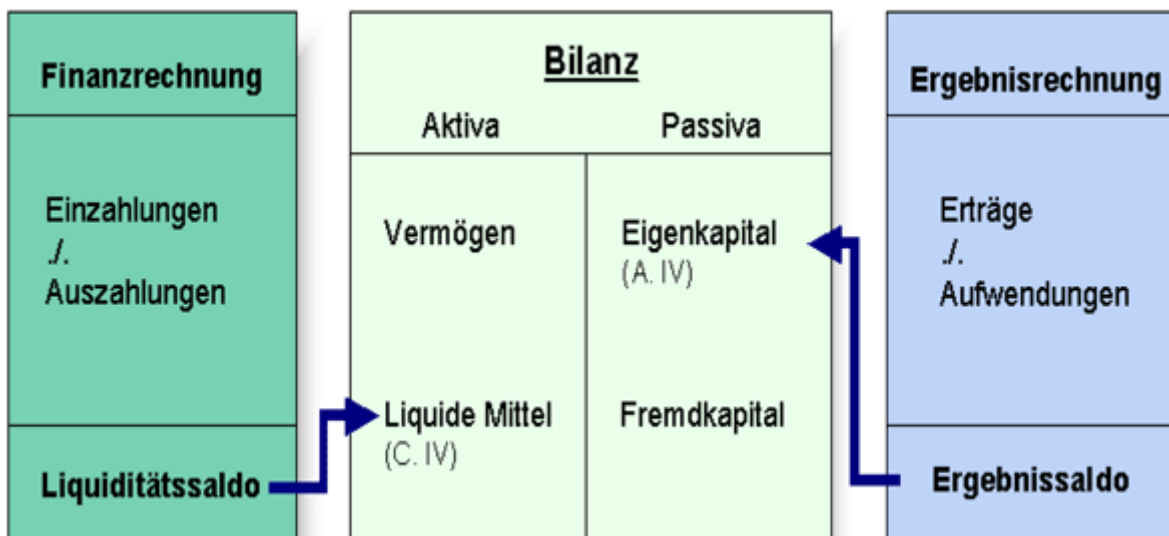 Finanzrechnung
Einzahlungen
./.
Auszahlungen
Liquiditätssaldo
Bilanz
Aktiva
Passiva
Vermögen
Eigenkapital
(A. IV)
Liquide Mittel
(C. IV)
Fremdkapital
Ergebnisrechnung
Erträge
./.
Aufwendungen
Ergebnissaldo